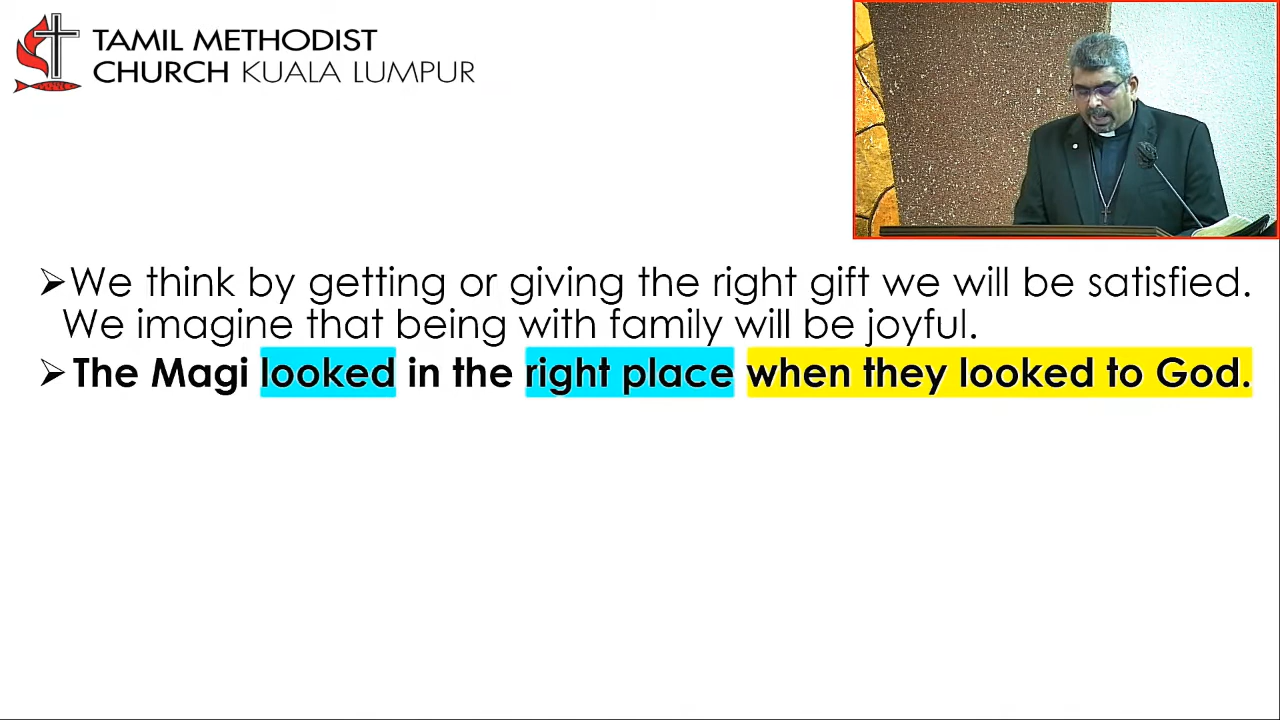 TAMIL METHODIST
CHURCH KUALA LUMPUR
➢We think by getting or giving the right gift we will be satisfied.
We imagine that being with family will be joyful.
➢The Magi looked in the right place when they looked to God.